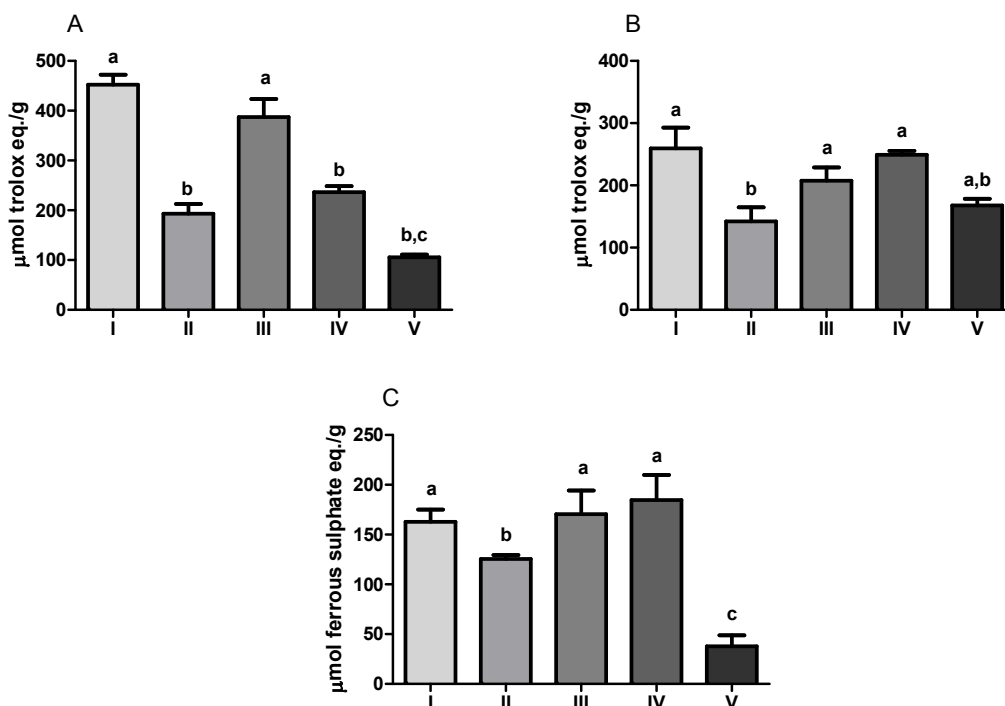 A
μmol trolox eq./g
500
400
300
200
100
0
a
b
a
b
b,c
I II III IV V
B
μmol trolox eq./g
400
300
200
100
0
a
b
a
a
a,b
I II III IV V
C
μmol ferrous sulphate eq./g
250
200
150
100
50
0
a
b
a
a
c
I II III IV V